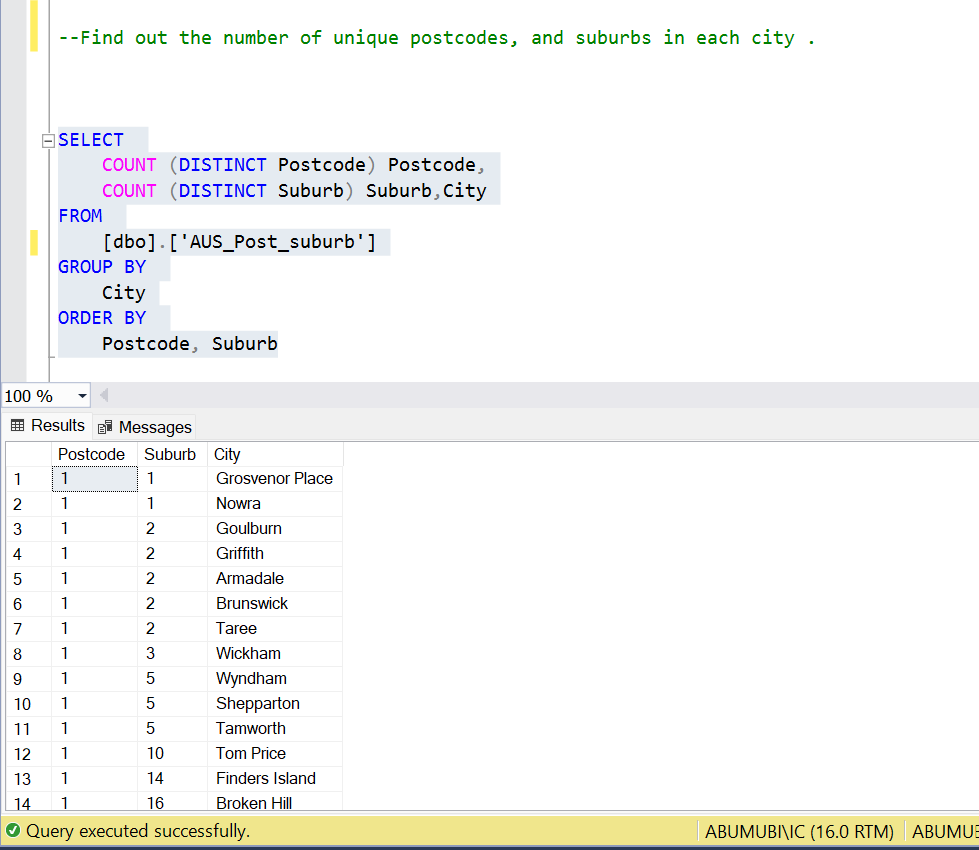 --Find out the number of unique postcodes, and suburbs in each city .
SELECT
COUNT (DISTINCT Postcode) Postcode,
COUNT (DISTINCT Suburb) Suburb,City
FROM
[dbo].['AUS_Post_suburb']
GROUP BY
City
ORDER BY
Postcode, Suburb
100 %
Results Messages
Postcode Suburb City
1 1 1 Grosvenor Place
2 1 1 Nowra
3 1 2 Goulburn
4 1 2 Griffith
5 1 2 Armadale
6 1 2 Brunswick
7 1 2 Taree
8 1 3 Wickham
9 1 5 Wyndham
10 1 5 Shepparton
11 1 5 Tamworth
12 1 10 Tom Price
13 1 14 Finders Island
14 1 16 Broken Hill
Query executed successfully. ABUMUBI\IC (16.0 RTM) ABUMUB